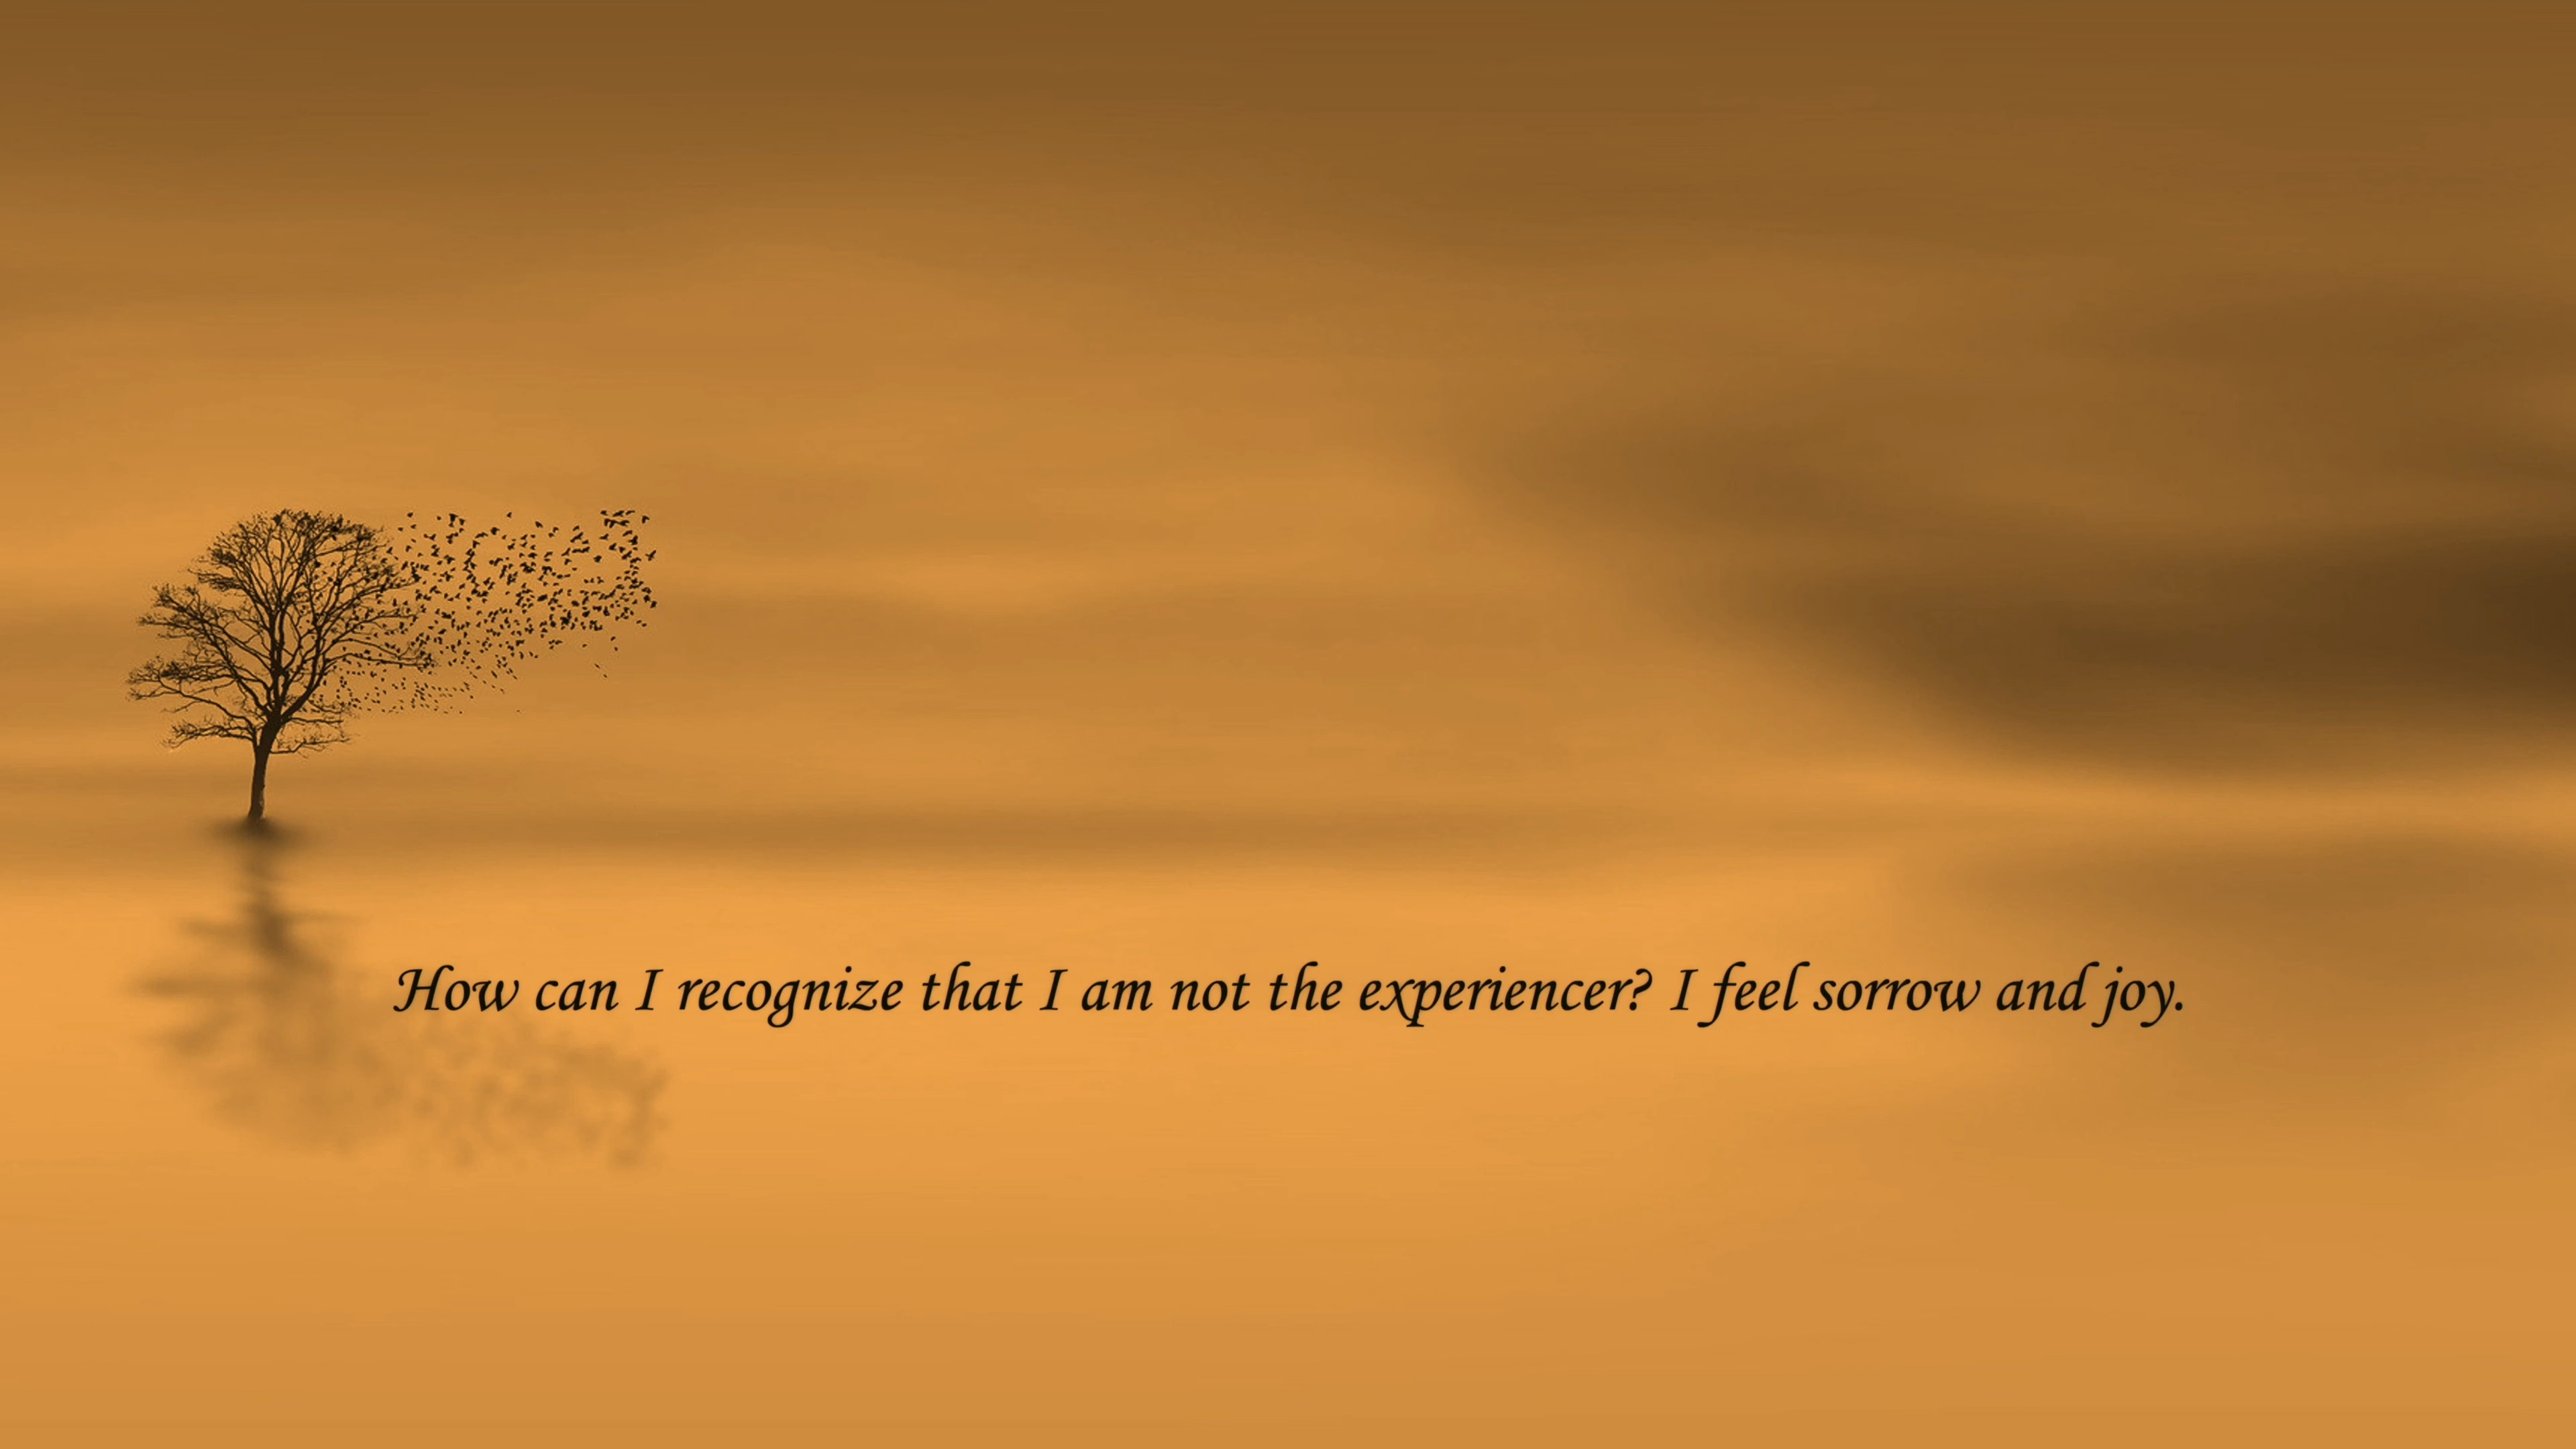 How can I recognize that I am not the experiencer? I feel sorrow and joy.